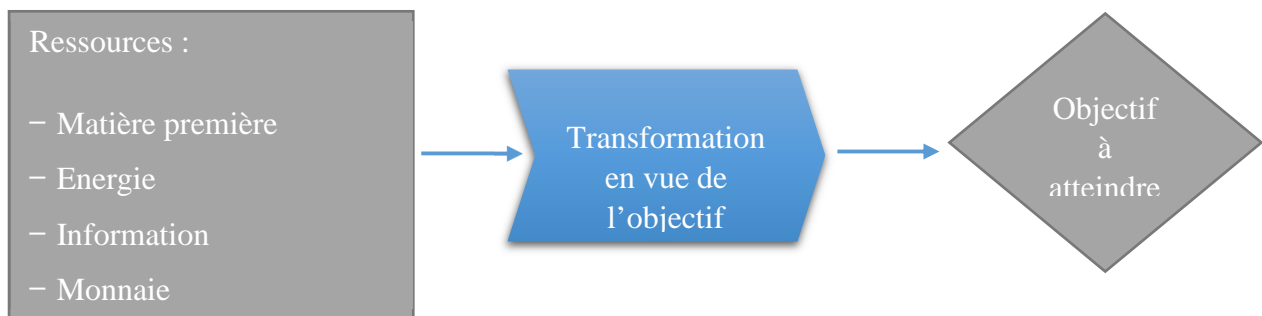 Ressources :
− Matière première
− Energie
− Information
− Monnaie
Transformation
en vue de
l’objectif
Objectif
à
atteindre